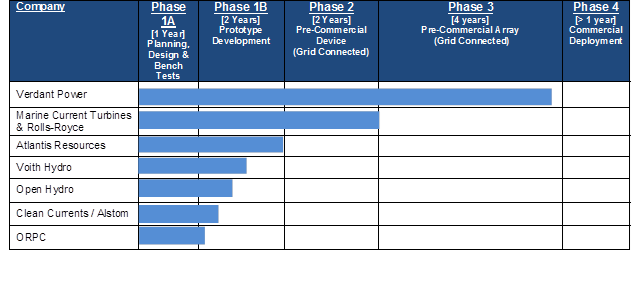 Company
Phase
1A
[1 Year]
Planning,
Design &
Bench
Tests
Phase 1B
[2 Years]
Prototype
Development
Phase 2
[2 Years]
Pre-Commercial
Device
(Grid Connected)
Phase 3
[4 years]
Pre-Commercial Array
(Grid Connected)
Phase 4
[> 1 year]
Commercial
Deployment
Verdant Power
Marine Current Turbines
& Rolls-Royce
Atlantis Resources
Voith Hydro
Open Hydro
Clean Currents / Alstom
ORPC